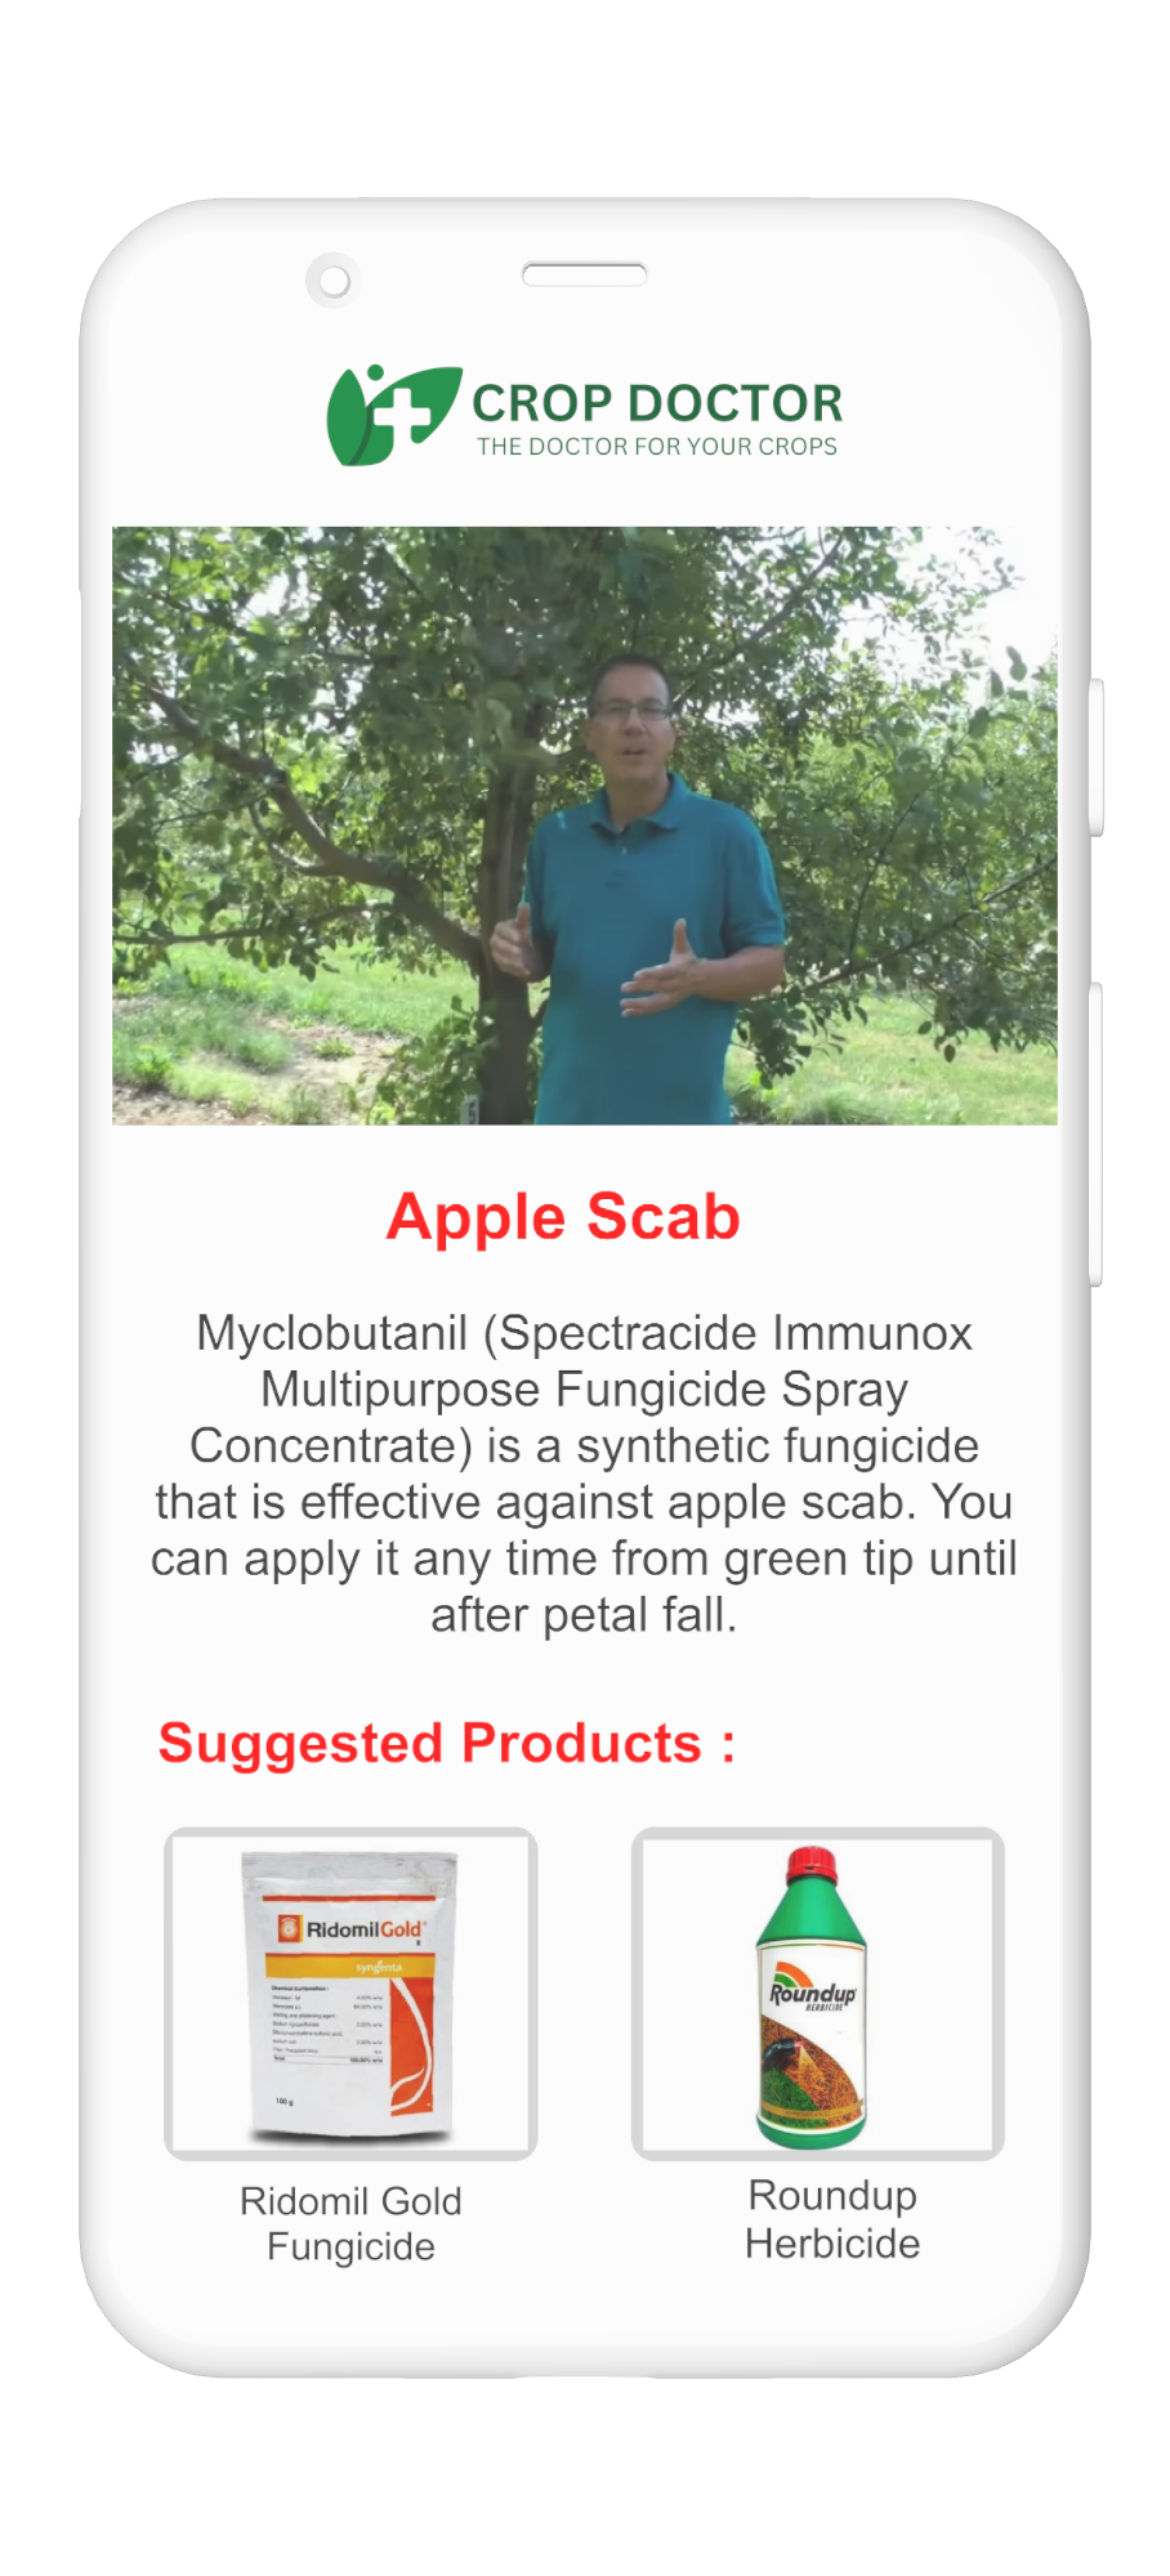 CROP DOCTOR
THE DOCTOR FOR YOUR CROPS
Apple Scab
Myclobutanil (Spectracide Immunox
Multipurpose Fungicide Spray
Concentrate) is a synthetic fungicide
that is effective against apple scab. You
can apply it any time from green tip until
after petal fall.
Suggested Products :
RidomilGold
syngenta
Total
100 g
Roundup
HERBICIDE
Ridomil Gold
Fungicide
Roundup
Herbicide